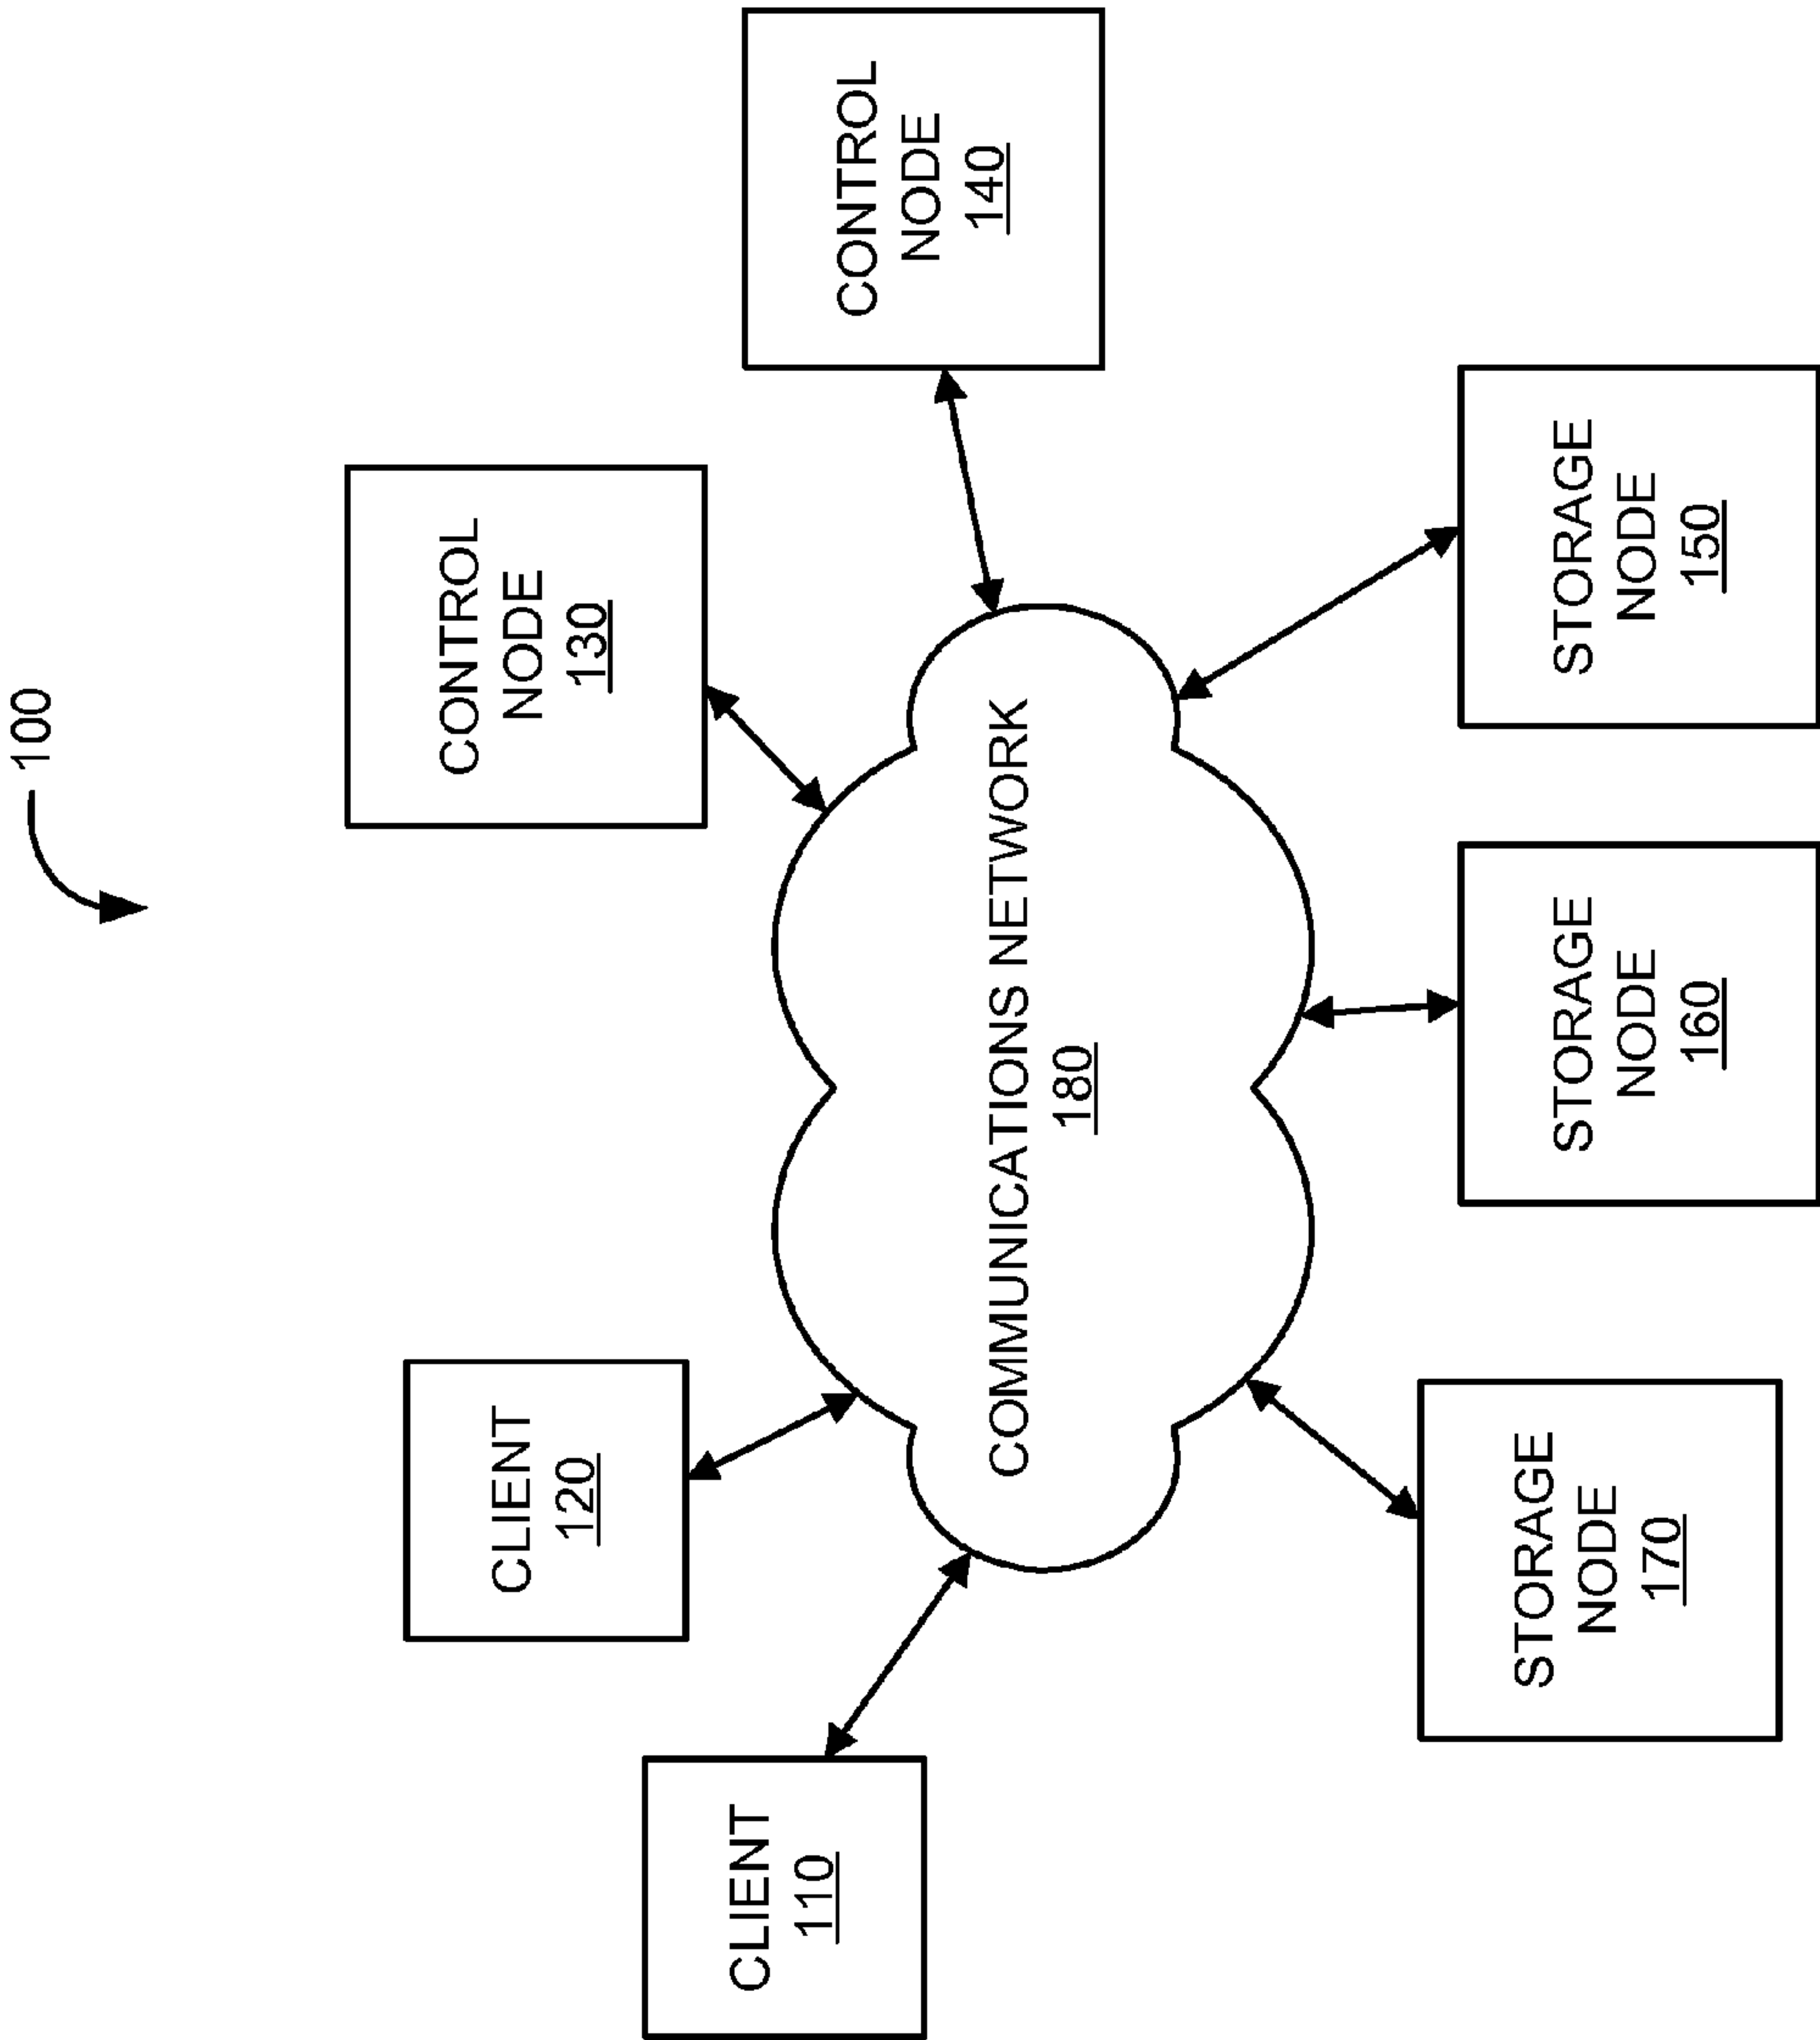 100
CLIENT
110
CLIENT
120
CONTROL
NODE
130
CONTROL
NODE
140
STORAGE
NODE
150
STORAGE
NODE
160
STORAGE
NODE
170
COMMUNICATIONS NETWORK
180